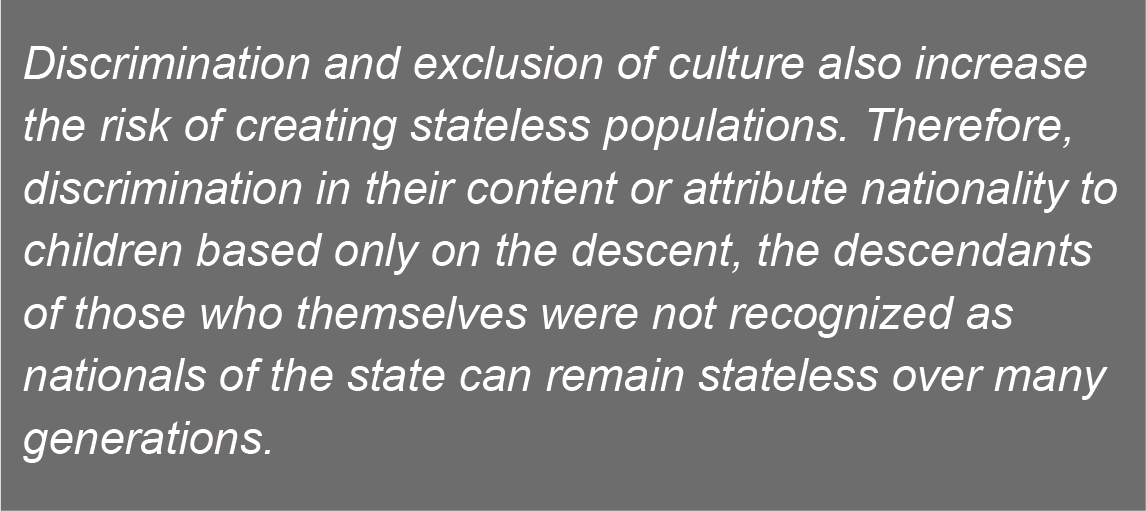 Discrimination and exclusion of culture also increase
the risk of creating stateless populations. Therefore,
discrimination in their content or attribute nationality to
children based only on the descent, the descendants
of those who themselves were not recognized as
nationals of the state can remain stateless over many
generations.